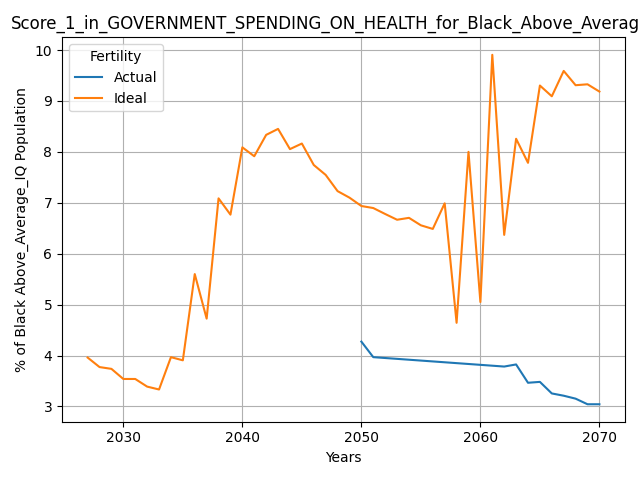 Score_1_in_GOVERNMENT_SPENDING_ON_HEALTH_for_Black_Above_Averag
Fertility
Actual
Ideal
10
9
8
7
6
5
4
3
% of Black Above_Average_IQ Population
2030 2040 2050 2060 2070
Years